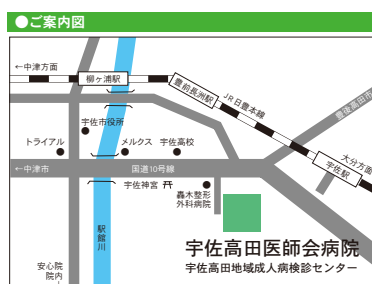 ●ご案内図
←中津方面
柳ヶ浦駅
豊前長洲駅
JR日豊本線
豊後高田市
宇佐市役所
トライアル
メルクス
宇佐高校
大分方面
宇佐駅
←中津市
国道10号線
宇佐神宮
轟木整形
外科病院
駅館川
宇佐高田医師会病院
宇佐高田地域成人病検診センター
安心院
院内